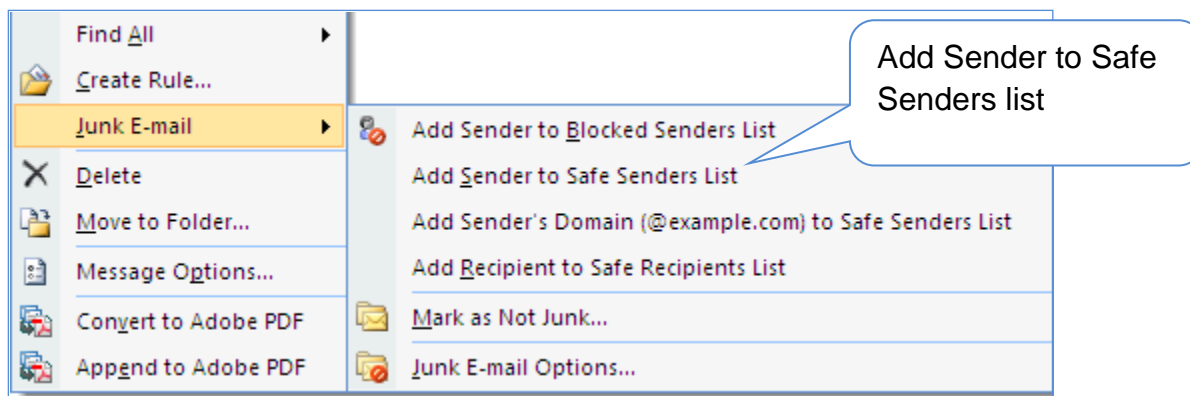 Find All
Create Rule...
Junk E-mail
Delete
Move to Folder...
Message Options...
Convert to Adobe PDF
Append to Adobe PDF
Add Sender to Blocked Senders List
Add Sender to Safe Senders List
Add Sender's Domain (@example.com) to Safe Senders List
Add Recipient to Safe Recipients List
Mark as Not Junk...
Junk E-mail Options...
Add Sender to Safe
Senders list